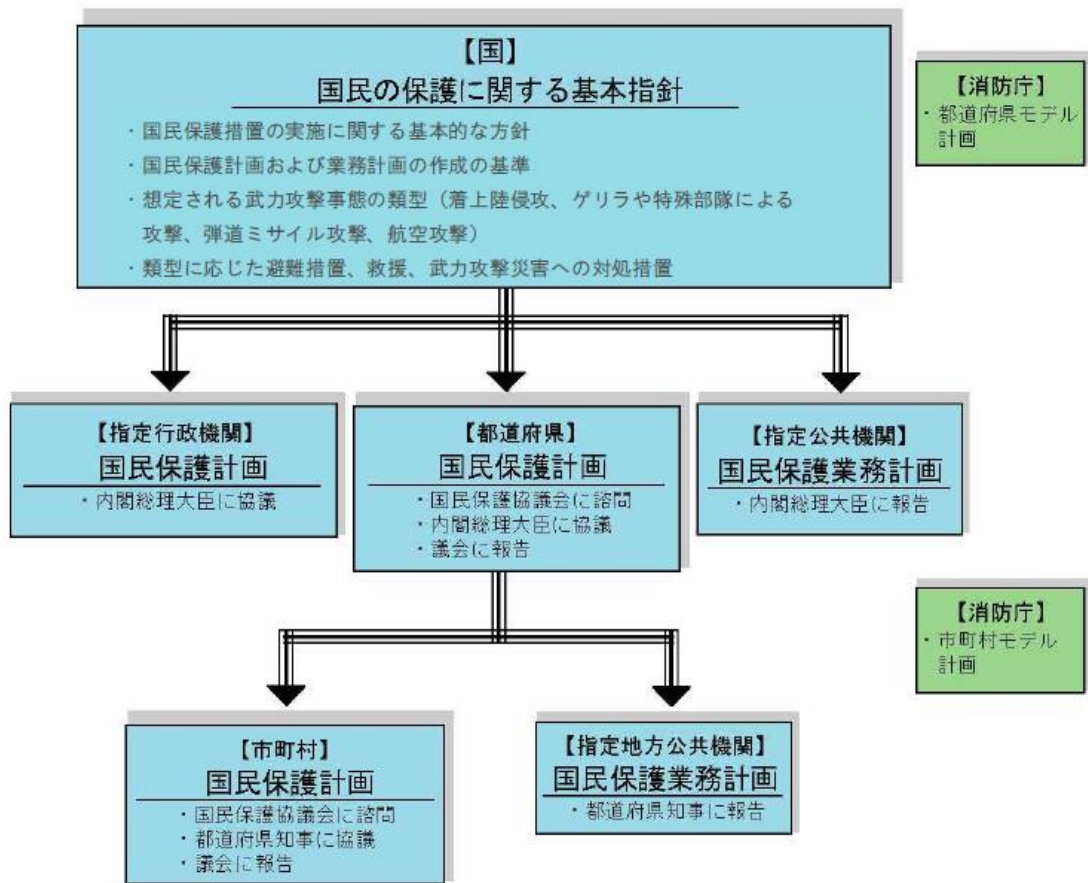 【国】
国民の保護に関する基本指針
・国民保護措置の実施に関する基本的な方針
・国民保護計画および業務計画の作成の基準
・想定される武力攻撃事態の類型（着上陸侵攻、ゲリラや特殊部隊による
攻撃、弾道ミサイル攻撃、航空攻撃）
・類型に応じた避難措置、救援、武力攻撃災害への対処措置
【消防庁】
・都道府県モデル
計画
【指定行政機関】
国民保護計画
・内閣総理大臣に協議
【都道府県】
国民保護計画
・国民保護協議会に諮問
・内閣総理大臣に協議
・議会に報告
【指定公共機関】
国民保護業務計画
・内閣総理大臣に報告
【消防庁】
・市町村モデル
計画
【市町村】
国民保護計画
・国民保護協議会に諮問
・都道府県知事に協議
・議会に報告
【指定地方公共機関】
国民保護業務計画
・都道府県知事に報告